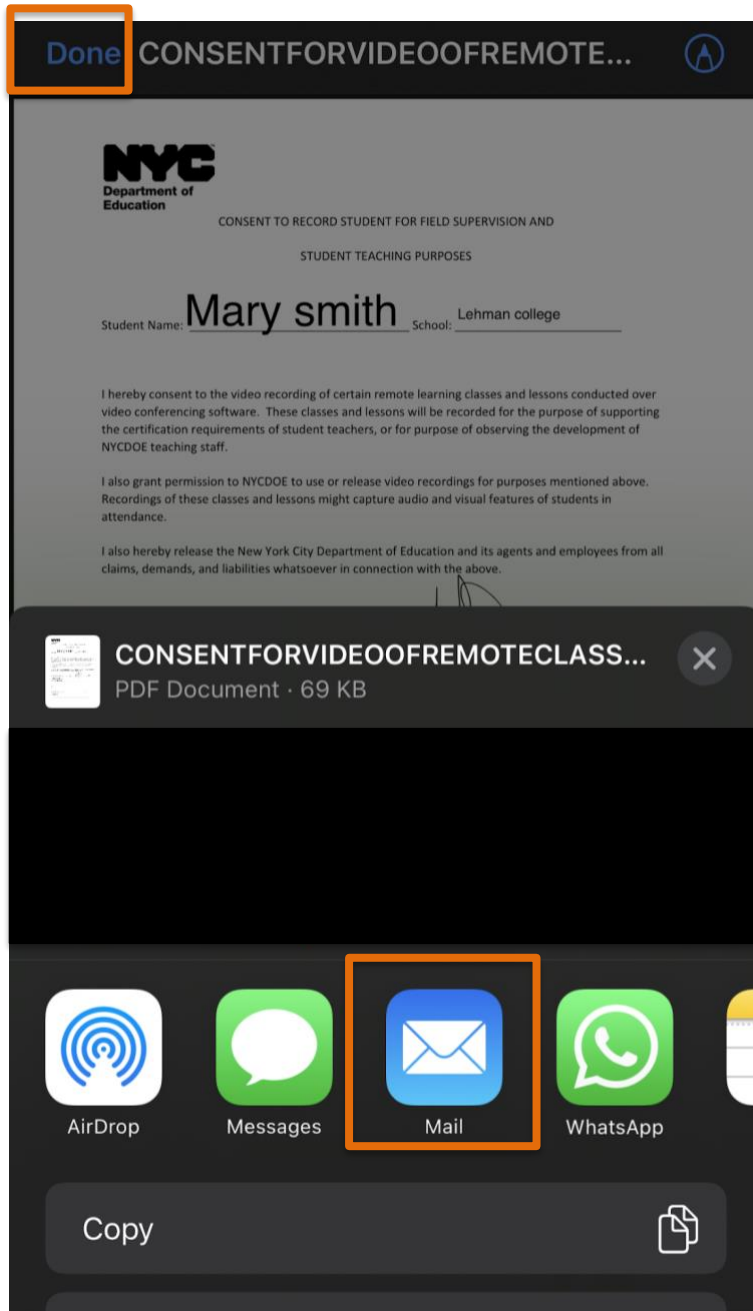 Done CONSENTFORVIDEOOFREMOTE...
NYC
Department of
Education
CONSENT TO RECORD STUDENT FOR FIELD SUPERVISION AND
STUDENT TEACHING PURPOSES
Student Name: Mary smith School: Lehman college
I hereby consent to the video recording of certain remote learning classes and lessons conducted over
video conferencing software. These classes and lessons will be recorded for the purpose of supporting
the certification requirements of student teachers, or for purpose of observing the development of
NYCDOE teaching staff.
I also grant permission to NYCDOE to use or release video recordings for purposes mentioned above.
Recordings of these classes and lessons might capture audio and visual features of students in
attendance.
I also hereby release the New York City Department of Education and its agents and employees from all
claims, demands, and liabilities whatsoever in connection with the above.
CONSENTFORVIDEOOFREMOTECLASS...
PDF Document · 69 KB
AirDrop Messages Mail WhatsApp
Copy